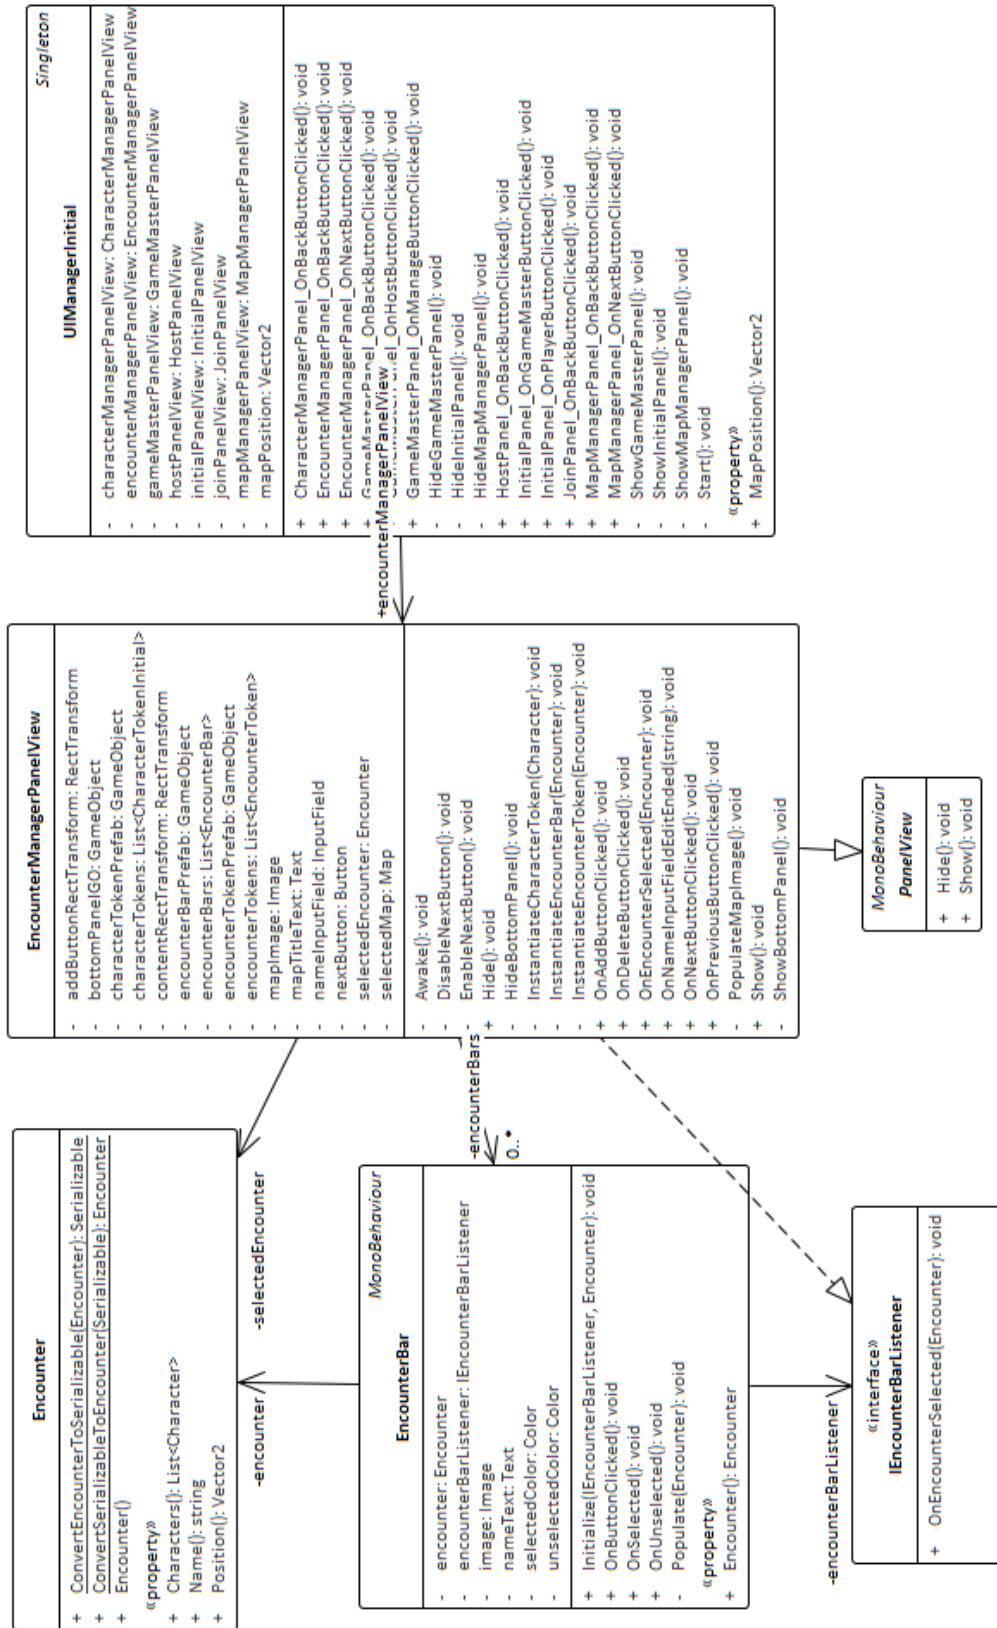 Encounter
+ ConvertEncounterToSerializable(Encounter): Serializable
+ ConvertSerializableToEncounter(Serializable): Encounter
+ Encounter()
«property»
+ Characters(): List<Character>
+ Name(): string
+ Position(): Vector2
-encounter
-selectedEncounter
MonoBehaviour
EncounterBar
- encounter: Encounter
- encounterBarListener: IEncounterBarListener
- image: Image
- nameText: Text
- selectedColor: Color
- unselectedColor: Color
+ Initialize(IEncounterBarListener, Encounter): void
+ OnButtonClicked(): void
+ OnSelected(): void
+ OnUnselected(): void
- Populate(Encounter): void
«property»
+ Encounter(): Encounter
-encounterBarListener
«interface»
IEncounterBarListener
+ OnEncounterSelected(Encounter): void
-encounterBars
0..*
EncounterManagerPanelView
- addButtonRectTransform: RectTransform
- bottomPanelGO: GameObject
- characterTokenPrefab: GameObject
- characterTokens: List<CharacterTokenInitial>
- contentRectTransform: RectTransform
- encounterBarPrefab: GameObject
- encounterBars: List<EncounterBar>
- encounterTokenPrefab: GameObject
- encounterTokens: List<EncounterToken>
- mapImage: Image
- mapTitleText: Text
- nameInputField: InputField
- nextButton: Button
- selectedEncounter: Encounter
- selectedMap: Map
- Awake(): void
- DisableNextButton(): void
- EnableNextButton(): void
+ Hide(): void
- HideBottomPanel(): void
- InstantiateCharacterToken(Character): void
- InstantiateEncounterBar(Encounter): void
- InstantiateEncounterToken(Encounter): void
+ OnAddButtonClicked(): void
+ OnDeleteButtonClicked(): void
+ OnEncounterSelected(Encounter): void
+ OnNameInputFieldEditEnded(string): void
+ OnNextButtonClicked(): void
+ OnPreviousButtonClicked(): void
- PopulateMapImage(): void
+ Show(): void
- ShowBottomPanel(): void
MonoBehaviour
PanelView
+ Hide(): void
+ Show(): void
+encounterManagerPanelView
Singleton
UIManagerInitial
- characterManagerPanelView: CharacterManagerPanelView
- encounterManagerPanelView: EncounterManagerPanelView
- gameMasterPanelView: GameMasterPanelView
- hostPanelView: HostPanelView
- initialPanelView: InitialPanelView
- joinPanelView: JoinPanelView
- mapManagerPanelView: MapManagerPanelView
- mapPosition: Vector2
+ CharacterManagerPanel_OnBackButtonClicked(): void
+ EncounterManagerPanel_OnBackButtonClicked(): void
+ EncounterManagerPanel_OnNextButtonClicked(): void
+ GameMasterPanel_OnBackButtonClicked(): void
OnHostButtonClicked(): void
+ GameMasterPanel_OnManageButtonClicked(): void
- HideGameMasterPanel(): void
- HideInitialPanel(): void
- HideMapManagerPanel(): void
+ HostPanel_OnBackButtonClicked(): void
+ InitialPanel_OnGameMasterButtonClicked(): void
+ InitialPanel_OnPlayerButtonClicked(): void
+ JoinPanel_OnBackButtonClicked(): void
+ MapManagerPanel_OnBackButtonClicked(): void
+ MapManagerPanel_OnNextButtonClicked(): void
- ShowGameMasterPanel(): void
- ShowInitialPanel(): void
- ShowMapManagerPanel(): void
- Start(): void
«property»
+ MapPosition(): Vector2